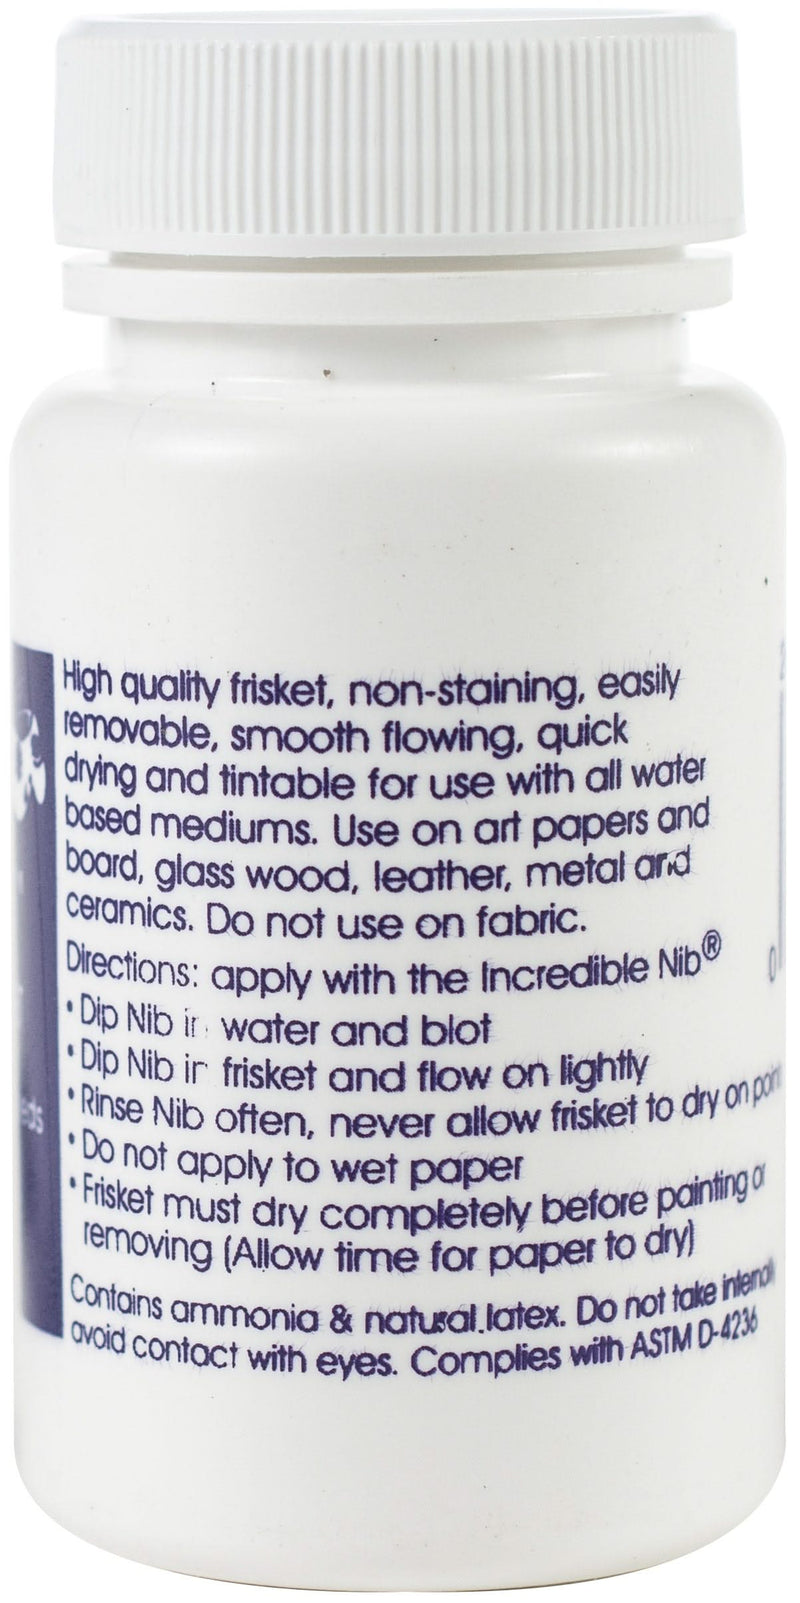 High quality frisket, non-staining, easily
removable, smooth flowing, quick
drying and tintable for use with all water
based mediums. Use on art papers and
board, glass wood, leather, metal and
ceramics. Do not use on fabric.
Directions: apply with the Incredible Nib®
• Dip Nib in water and blot
• Dip Nib in frisket and flow on lightly
• Rinse Nib often, never allow frisket to dry on point
• Do not apply to wet paper
• Frisket must dry completely before painting or
removing (Allow time for paper to dry)
Contains ammonia & natural latex. Do not take internally
avoid contact with eyes. Complies with ASTM D-4236
0